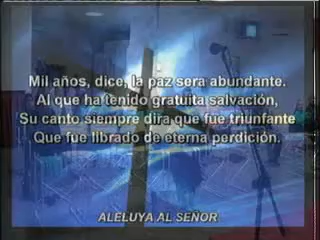 Mil años, dice, la paz sera abundante.
Al que ha tenido gratuita salvación,
Su canto siempre dira que fue triunfante
Que fue librado de eterna perdición.
ALELUYA AL SEÑOR